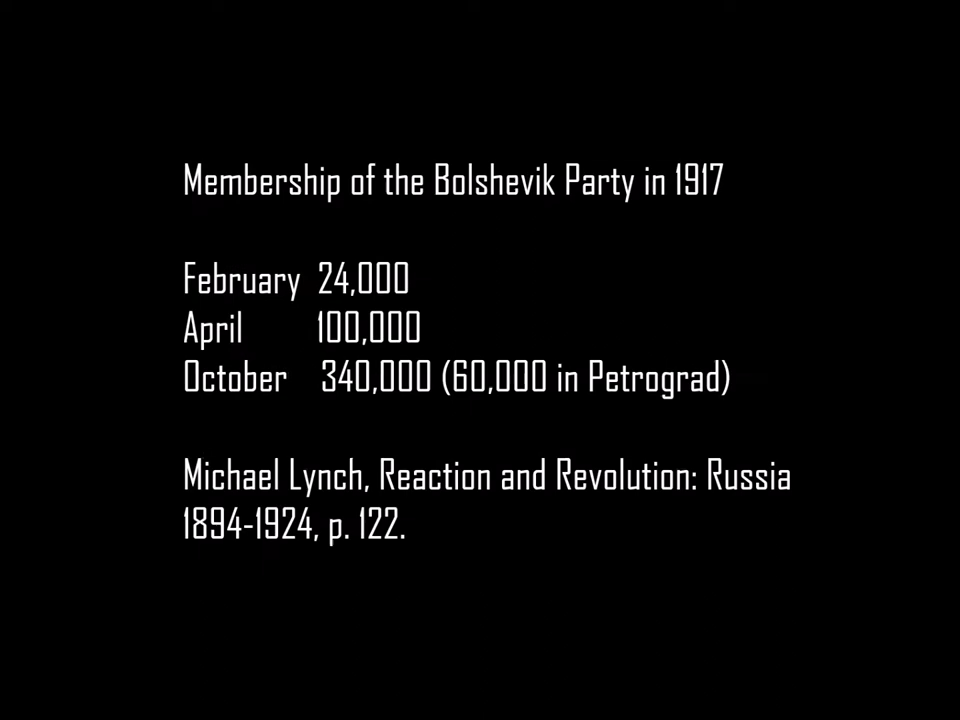 Membership of the Bolshevik Party in 1917
February 24,000
April 100,000
October 340,000 (60,000 in Petrograd)
Michael Lynch, Reaction and Revolution: Russia
1894-1924, p. 122.